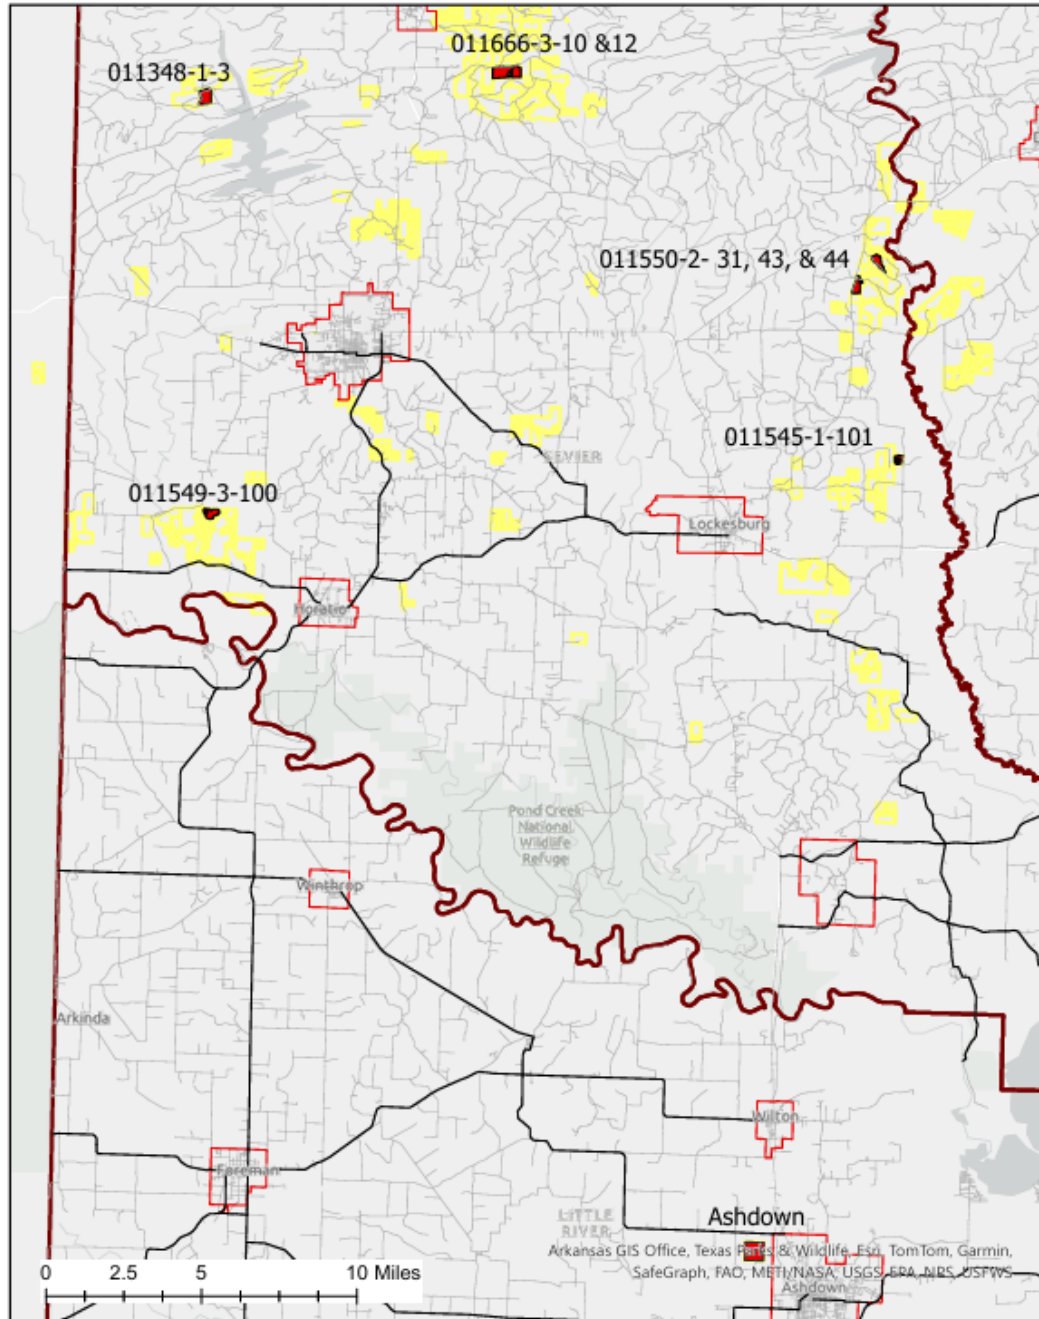 011666-3-10 &12
011348-1-3
011550-2- 31, 43, & 44
011545-1-101
SEVIER
011549-3-100
Lockesburg
Horatio
Pond Creek
National
Wildlife
Refuge
Winthrop
Arkinda
Wilton
Foreman
LITTLE
RIVER
Ashdown
Arkansas GIS Office, Texas Parks & Wildlife, Esri, TomTom, Garmin,
SafeGraph, FAO, METI/NASA, USGS, EPA, NPS, USFWS
Ashdown
0 2.5 5 10 Miles